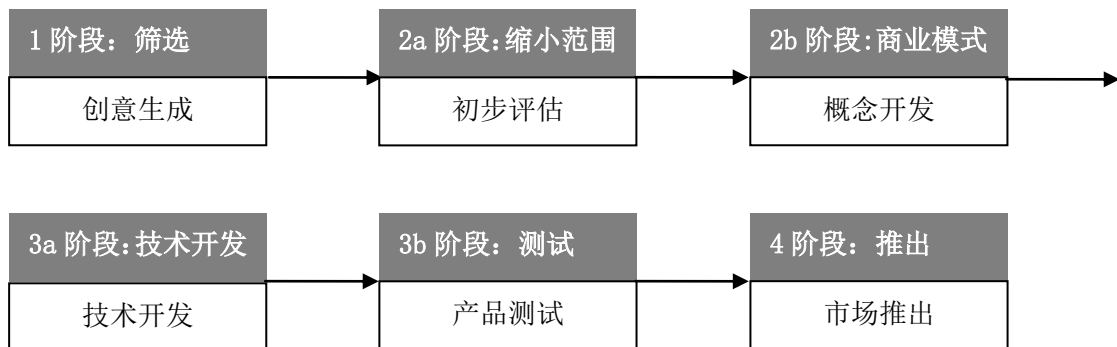 1 阶段：筛选
创意生成
2a 阶段:缩小范围
初步评估
2b 阶段:商业模式
概念开发
3a 阶段:技术开发
技术开发
3b 阶段：测试
产品测试
4 阶段：推出
市场推出